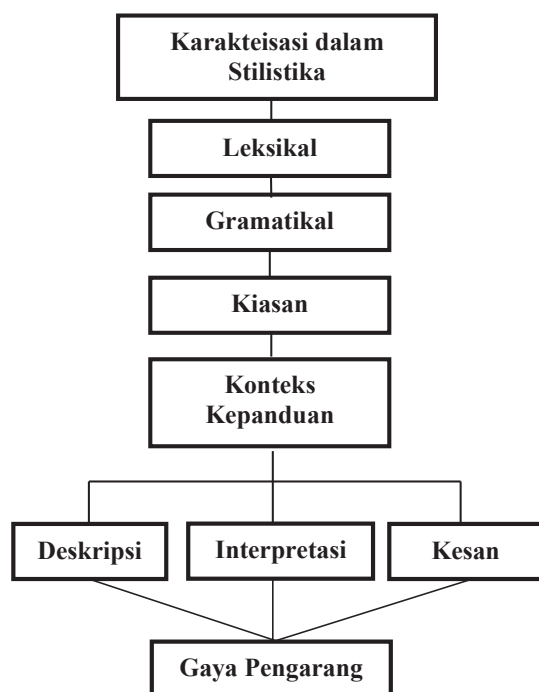 Karakteisasi dalam
Stilistika
Leksikal
Gramatikal
Kiasan
Konteks
Kepanduan
Deskripsi
Interpretasi
Kesan
Gaya Pengarang